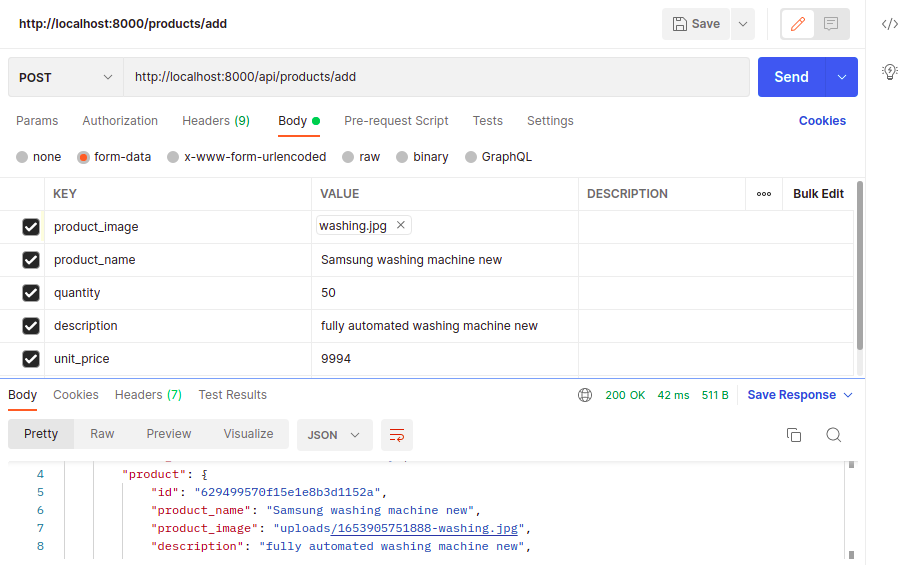 http://localhost:8000/products/add
Save
POST
http://localhost:8000/api/products/add
Send
Params Authorization Headers (9) Body Pre-request Script Tests Settings Cookies
none form-data x-www-form-urlencoded raw binary GraphQL
KEY VALUE DESCRIPTION Bulk Edit
product_image washing.jpg
product_name Samsung washing machine new
quantity 50
description fully automated washing machine new
unit_price 9994
Body Cookies Headers (7) Test Results 200 OK 42 ms 511 B Save Response
Pretty Raw Preview Visualize JSON
4 "product": {
5 "id": "629499570f15e1e8b3d1152a",
6 "product_name": "Samsung washing machine new",
7 "product_image": "uploads/1653905751888-washing.jpg",
8 "description": "fully automated washing machine new",